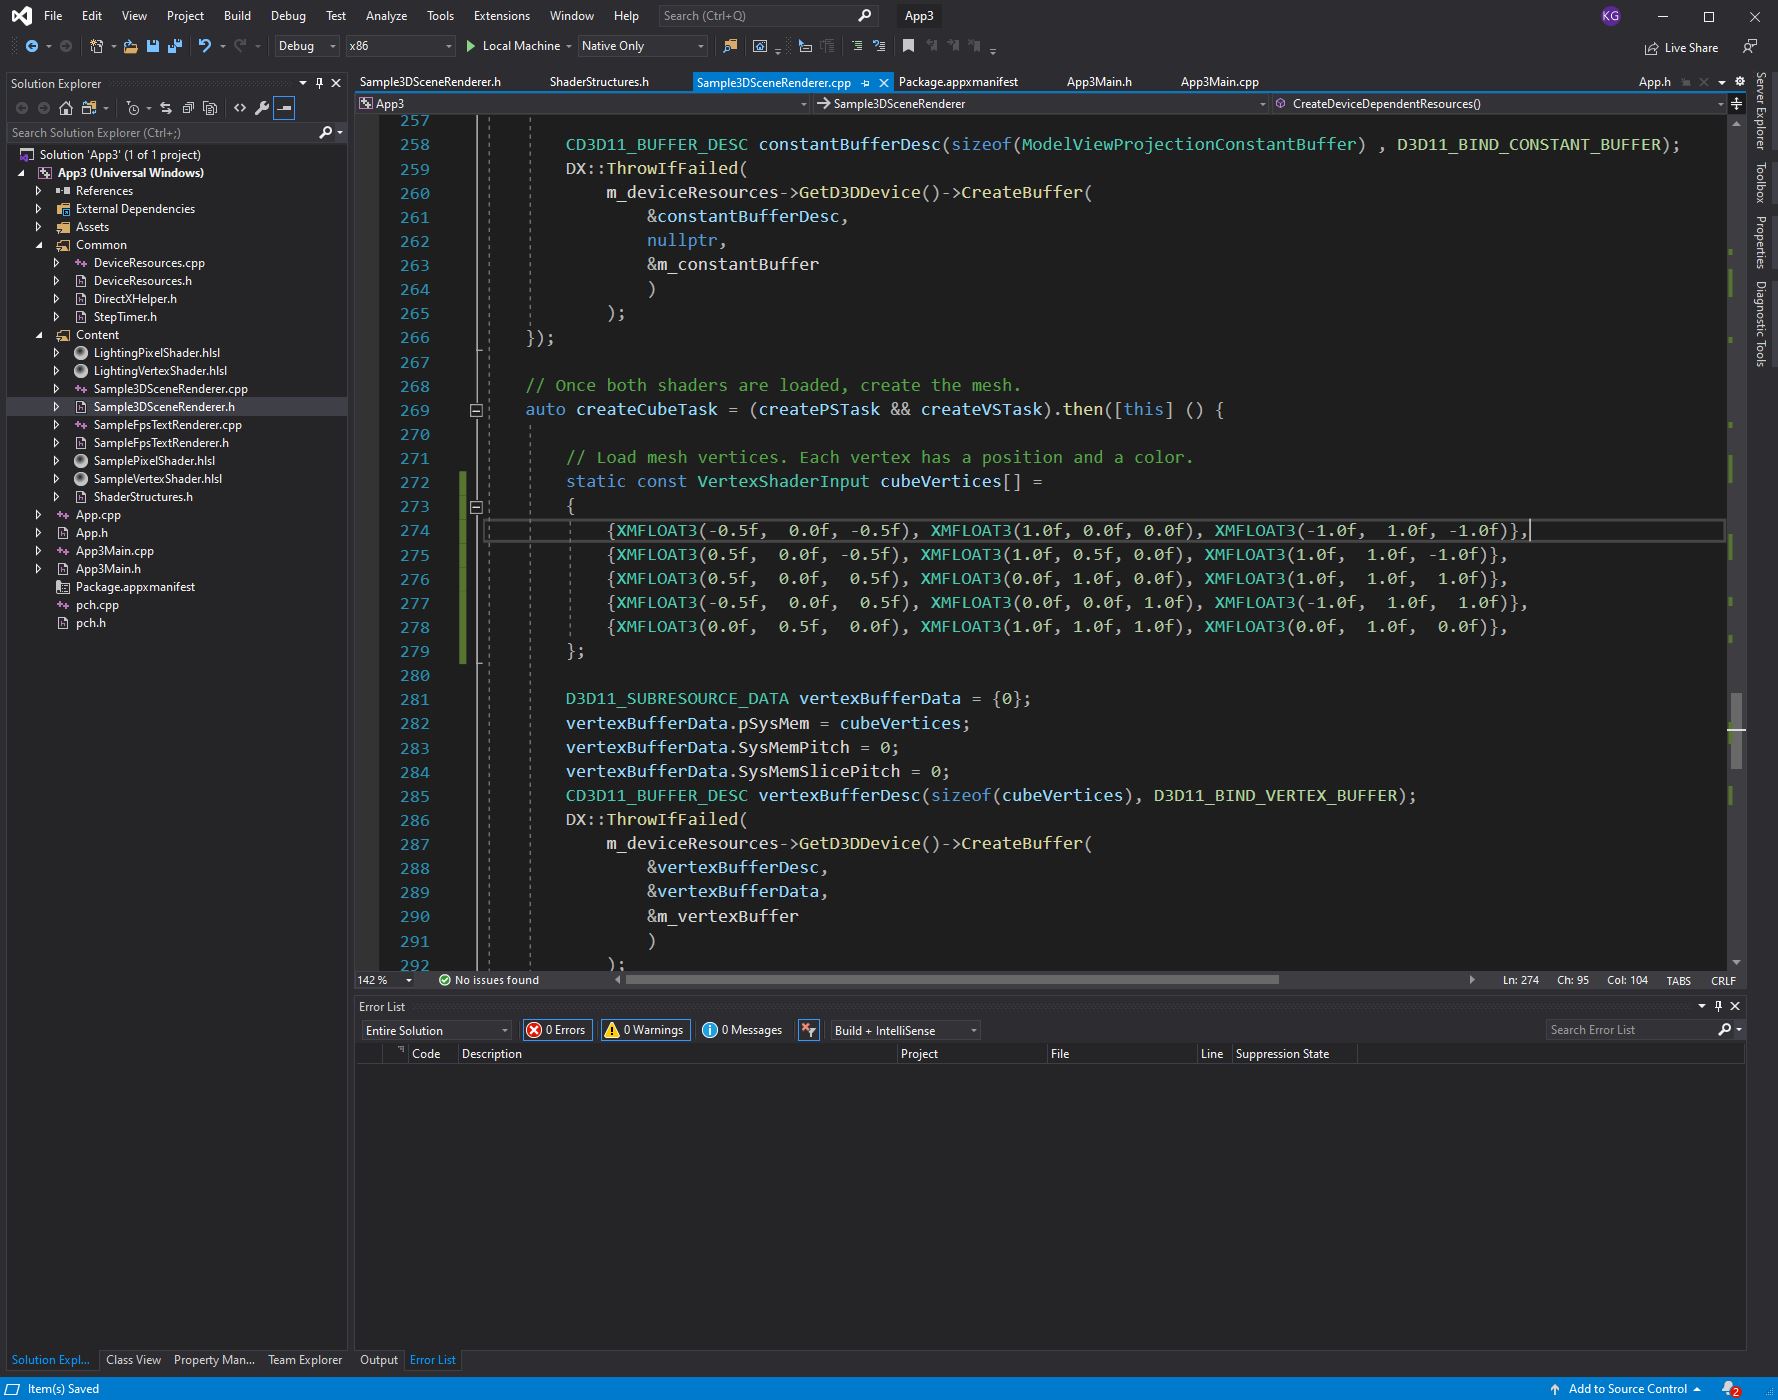 File Edit View Project Build Debug Test Analyze Tools Extensions Window Help Search (Ctrl+Q) App3 KG
Debug x86 Local Machine Native Only Live Share
Solution Explorer
Search Solution Explorer (Ctrl+;)
Solution 'App3' (1 of 1 project)
App3 (Universal Windows)
References
External Dependencies
Assets
Common
DeviceResources.cpp
DeviceResources.h
DirectXHelper.h
StepTimer.h
Content
LightingPixelShader.hlsl
LightingVertexShader.hlsl
Sample3DSceneRenderer.cpp
Sample3DSceneRenderer.h
SampleFpsTextRenderer.cpp
SampleFpsTextRenderer.h
SamplePixelShader.hlsl
SampleVertexShader.hlsl
ShaderStructures.h
App.cpp
App.h
App3Main.cpp
App3Main.h
Package.appxmanifest
pch.cpp
pch.h
Solution Expl... Class View Property Man... Team Explorer
Sample3DSceneRenderer.h ShaderStructures.h Sample3DSceneRenderer.cpp Package.appxmanifest App3Main.h App3Main.cpp App.h
App3 Sample3DSceneRenderer CreateDeviceDependentResources()
257
258 CD3D11_BUFFER_DESC constantBufferDesc(sizeof(ModelViewProjectionConstantBuffer) , D3D11_BIND_CONSTANT_BUFFER);
259 DX::ThrowIfFailed(
260 m_deviceResources->GetD3DDevice()->CreateBuffer(
261 &constantBufferDesc,
262 nullptr,
263 &m_constantBuffer
264 )
265 );
266 });
267
268 // Once both shaders are loaded, create the mesh.
269 auto createCubeTask = (createPSTask && createVSTask).then([this] () {
270
271 // Load mesh vertices. Each vertex has a position and a color.
272 static const VertexShaderInput cubeVertices[] =
273 {
274 {XMFLOAT3(-0.5f, 0.0f, -0.5f), XMFLOAT3(1.0f, 0.0f, 0.0f), XMFLOAT3(-1.0f, 1.0f, -1.0f)},
275 {XMFLOAT3(0.5f, 0.0f, -0.5f), XMFLOAT3(1.0f, 0.5f, 0.0f), XMFLOAT3(1.0f, 1.0f, -1.0f)},
276 {XMFLOAT3(0.5f, 0.0f, 0.5f), XMFLOAT3(0.0f, 1.0f, 0.0f), XMFLOAT3(1.0f, 1.0f, 1.0f)},
277 {XMFLOAT3(-0.5f, 0.0f, 0.5f), XMFLOAT3(0.0f, 0.0f, 1.0f), XMFLOAT3(-1.0f, 1.0f, 1.0f)},
278 {XMFLOAT3(0.0f, 0.5f, 0.0f), XMFLOAT3(1.0f, 1.0f, 1.0f), XMFLOAT3(0.0f, 1.0f, 0.0f)},
279 };
280
281 D3D11_SUBRESOURCE_DATA vertexBufferData = {0};
282 vertexBufferData.pSysMem = cubeVertices;
283 vertexBufferData.SysMemPitch = 0;
284 vertexBufferData.SysMemSlicePitch = 0;
285 CD3D11_BUFFER_DESC vertexBufferDesc(sizeof(cubeVertices), D3D11_BIND_VERTEX_BUFFER);
286 DX::ThrowIfFailed(
287 m_deviceResources->GetD3DDevice()->CreateBuffer(
288 &vertexBufferDesc,
289 &vertexBufferData,
290 &m_vertexBuffer
291 )
292 );
142 % No issues found Ln: 274 Ch: 95 Col: 104 TABS CRLF
Error List
Entire Solution 0 Errors 0 Warnings 0 Messages Build + IntelliSense Search Error List
Code Description Project File Line Suppression State
Output Error List
Server Explorer
Toolbox
Properties
Diagnostic Tools
Item(s) Saved Add to Source Control 2